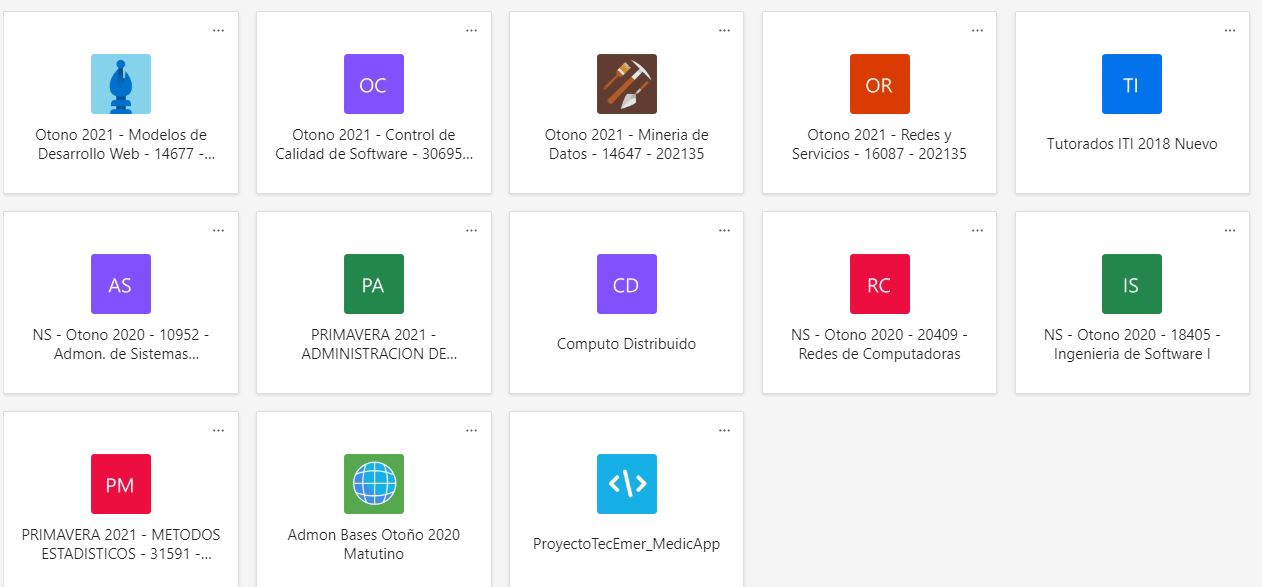 OC
OR
TI
Otono 2021 - Modelos de
Desarrollo Web - 14677 -...
Otono 2021 - Control de
Calidad de Software - 30695...
Otono 2021 - Mineria de
Datos - 14647 - 202135
Otono 2021 - Redes y
Servicios - 16087 - 202135
Tutorados ITI 2018 Nuevo
AS
PA
CD
RC
IS
NS - Otono 2020 - 10952 -
Admon. de Sistemas...
PRIMAVERA 2021 -
ADMINISTRACION DE...
Computo Distribuido
NS - Otono 2020 - 20409 -
Redes de Computadoras
NS - Otono 2020 - 18405 -
Ingenieria de Software I
PM
PRIMAVERA 2021 - METODOS
ESTADISTICOS - 31591 -...
Admon Bases Otoño 2020
Matutino
ProyectoTecEmer_MedicApp